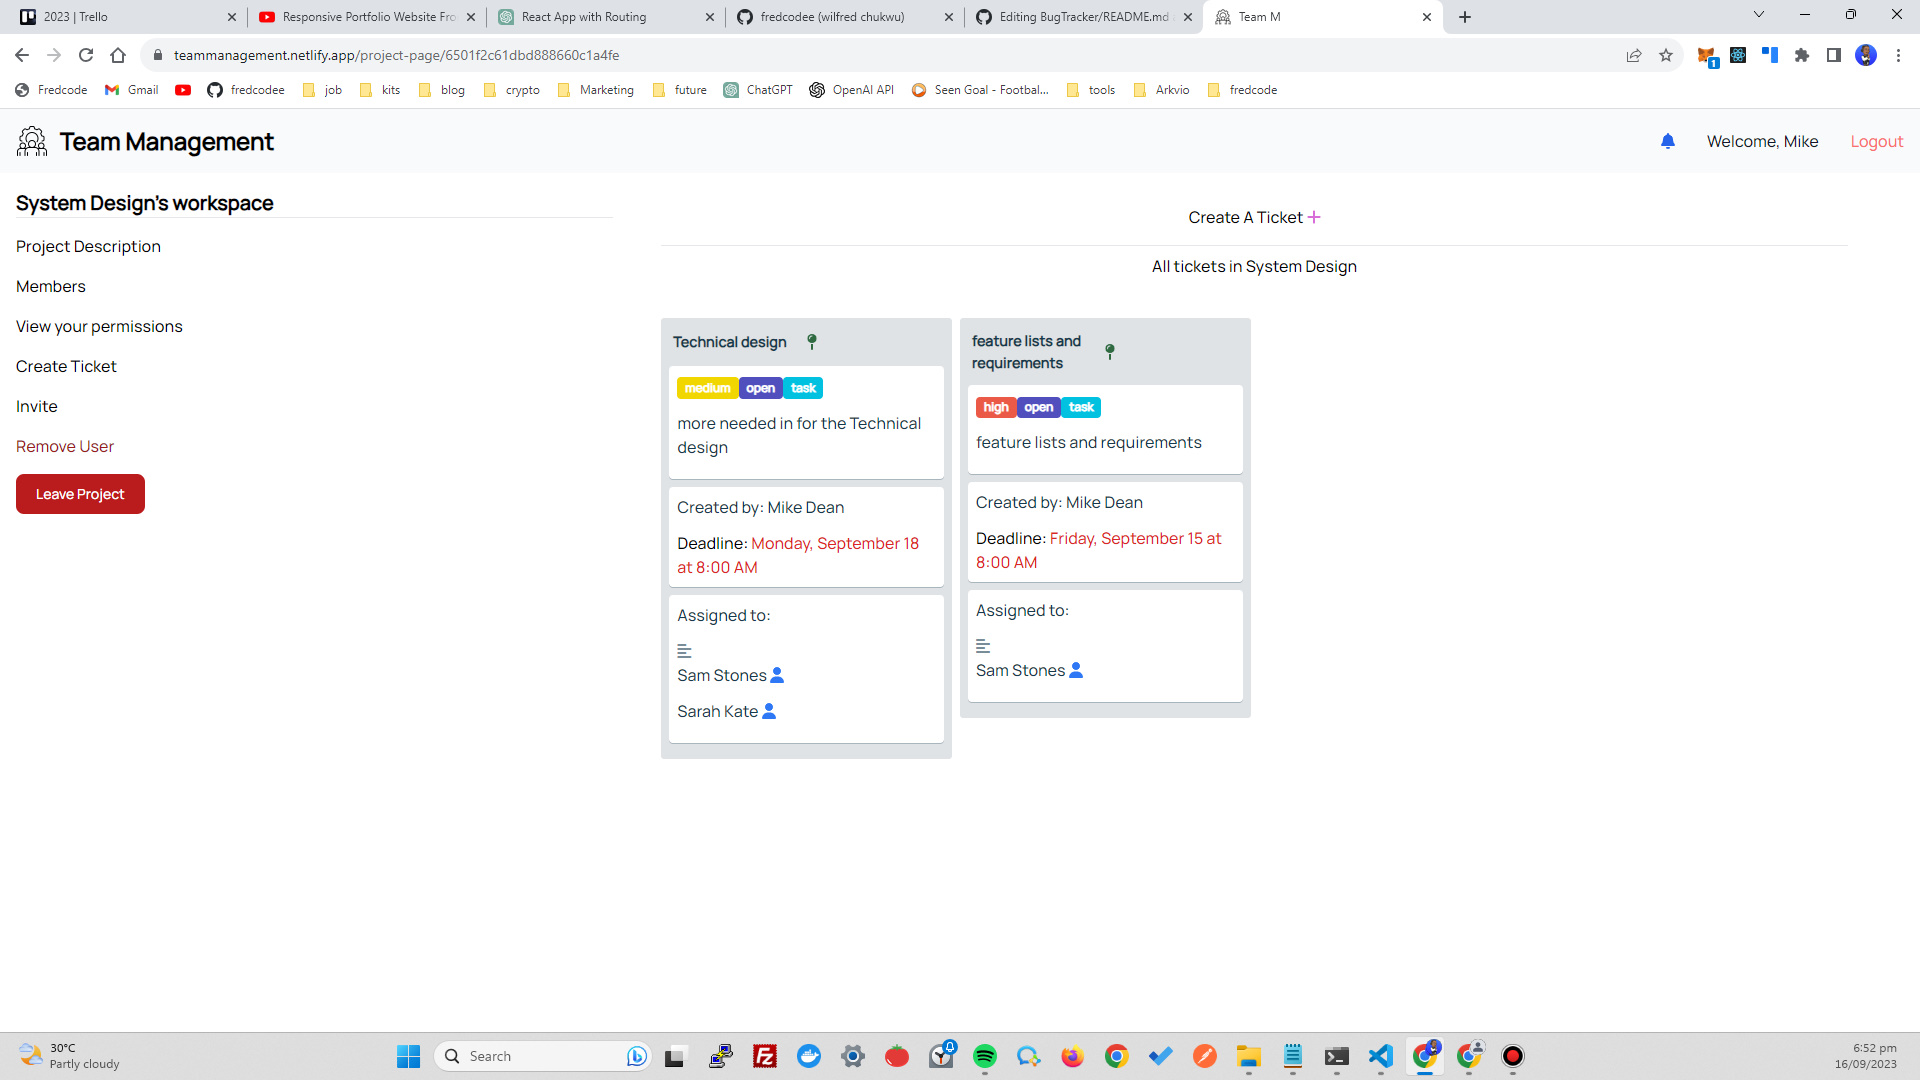 2023 | Trello
Responsive Portfolio Website Fro
React App with Routing
fredcodee (wilfred chukwu)
Editing BugTracker/README.md
Team M
teammanagement.netlify.app/project-page/6501f2c61dbd888660c1a4fe
1
Fredcode
Gmail
fredcodee
job
kits
blog
crypto
Marketing
future
ChatGPT
OpenAI API
Seen Goal - Footbal...
tools
Arkvio
fredcode
Team Management
Welcome, Mike
Logout
System Design's workspace
Project Description
Members
View your permissions
Create Ticket
Invite
Remove User
Leave Project
Create A Ticket +
All tickets in System Design
Technical design
medium open task
more needed in for the Technical
design
Created by: Mike Dean
Deadline: Monday, September 18
at 8:00 AM
Assigned to:
Sam Stones
Sarah Kate
feature lists and
requirements
high open task
feature lists and requirements
Created by: Mike Dean
Deadline: Friday, September 15 at
8:00 AM
Assigned to:
Sam Stones
30°C
Partly cloudy
Search
6:52 pm
16/09/2023